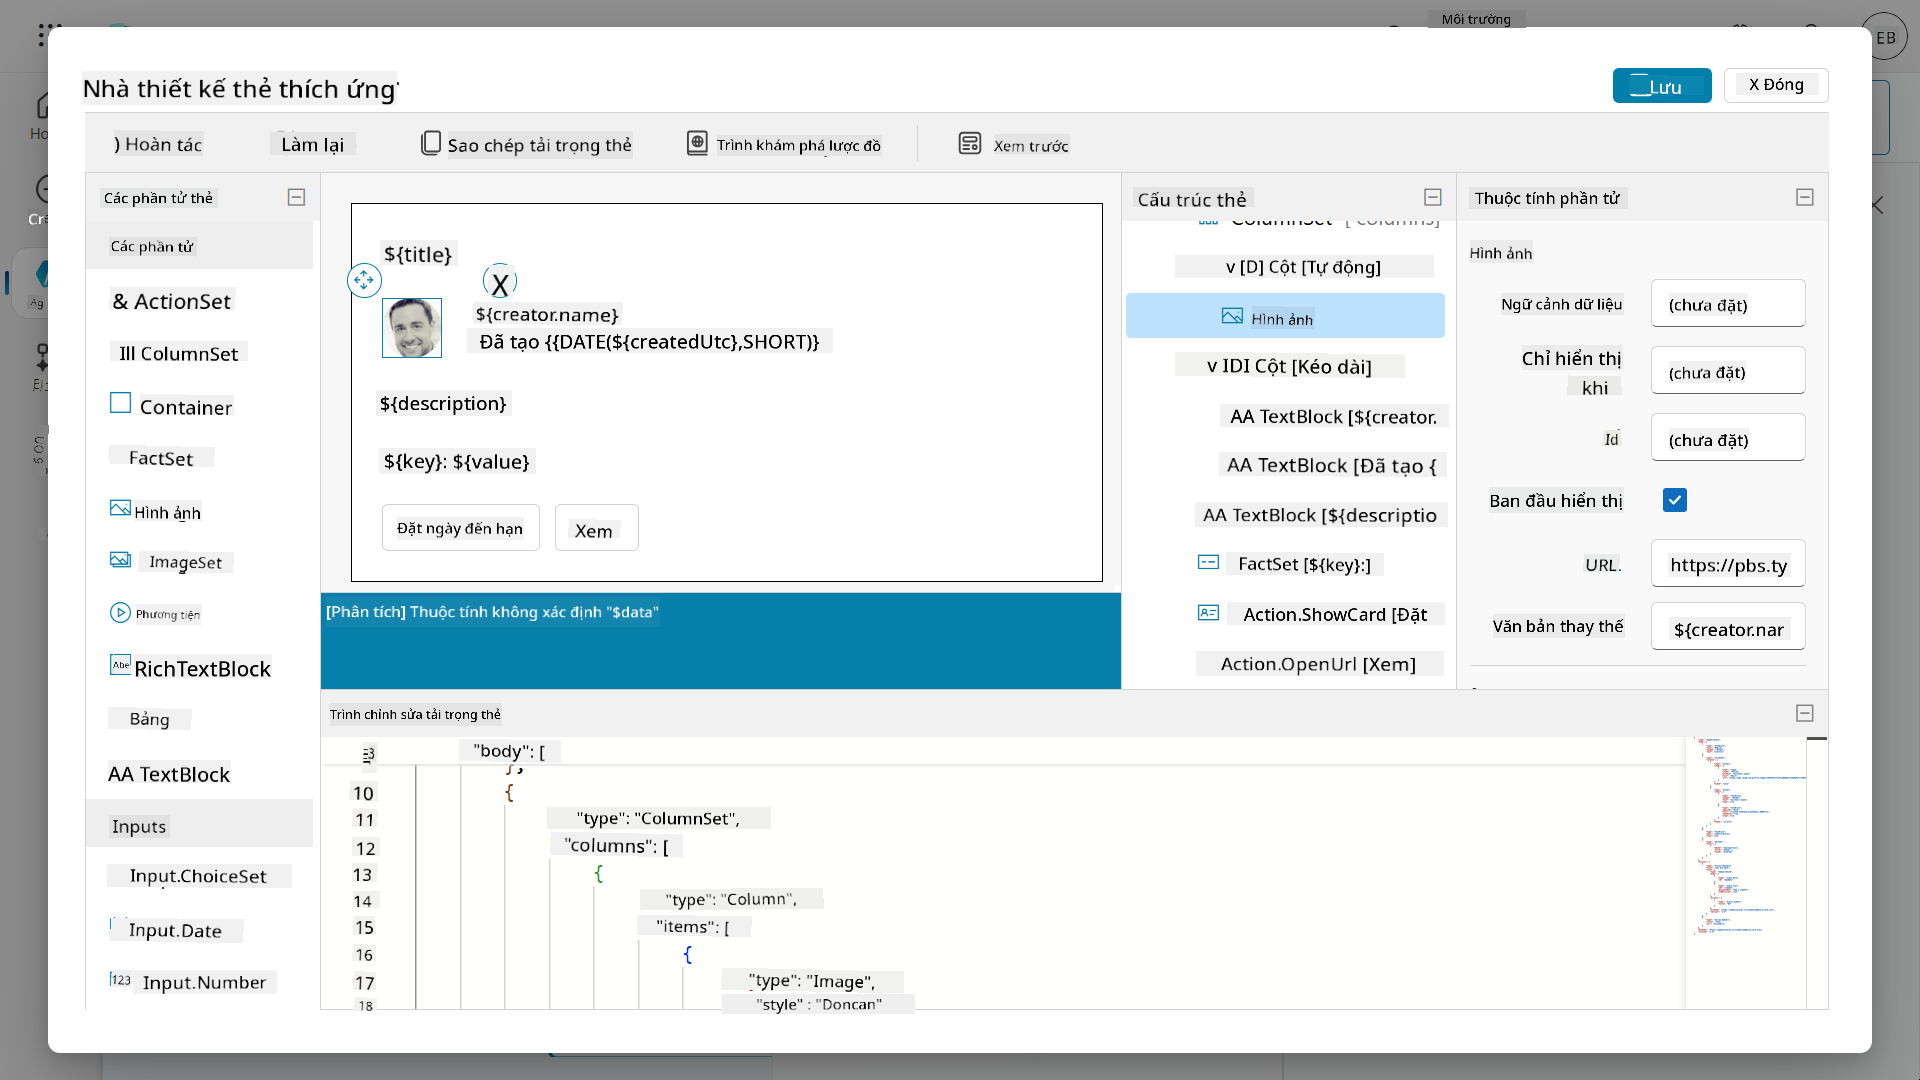 Môi trường
EB
Nhà thiết kế thẻ thích ứng
Lưu
X Đóng
) Hoàn tác
Làm lại
Sao chép tải trọng thẻ
Trình khám phá lược đồ
Xem trước
Các phần tử thẻ
Các phần tử
& ActionSet
Ill ColumnSet
Container
FactSet
Hình ảnh
ImageSet
Phương tiện
Abc RichTextBlock
Bảng
AA TextBlock
Inputs
Input.ChoiceSet
Input.Date
123 Input.Number
${title}
X
${creator.name}
Đã tạo {{DATE(${createdUtc},SHORT)}
${description}
${key}: ${value}
Đặt ngày đến hạn
Xem
[Phân tích] Thuộc tính không xác định "$data"
Cấu trúc thẻ
ColumnSet [ columns]
v [D] Cột [Tự động]
Hình ảnh
v IDI Cột [Kéo dài]
AA TextBlock [${creator.
AA TextBlock [Đã tạo {
AA TextBlock [${descriptio
FactSet [${key}:]
Action.ShowCard [Đặt
Action.OpenUrl [Xem]
Thuộc tính phần tử
Hình ảnh
Ngữ cảnh dữ liệu (chưa đặt)
Chỉ hiển thị khi (chưa đặt)
Id (chưa đặt)
Ban đầu hiển thị
URL. https://pbs.ty
Văn bản thay thế ${creator.nar
Trình chỉnh sửa tải trọng thẻ
3 "body": [
},
10 {
11 "type": "ColumnSet",
12 "columns": [
13 {
14 "type": "Column",
15 "items": [
16 {
17 "type": "Image",
18 "style" : "Doncan"